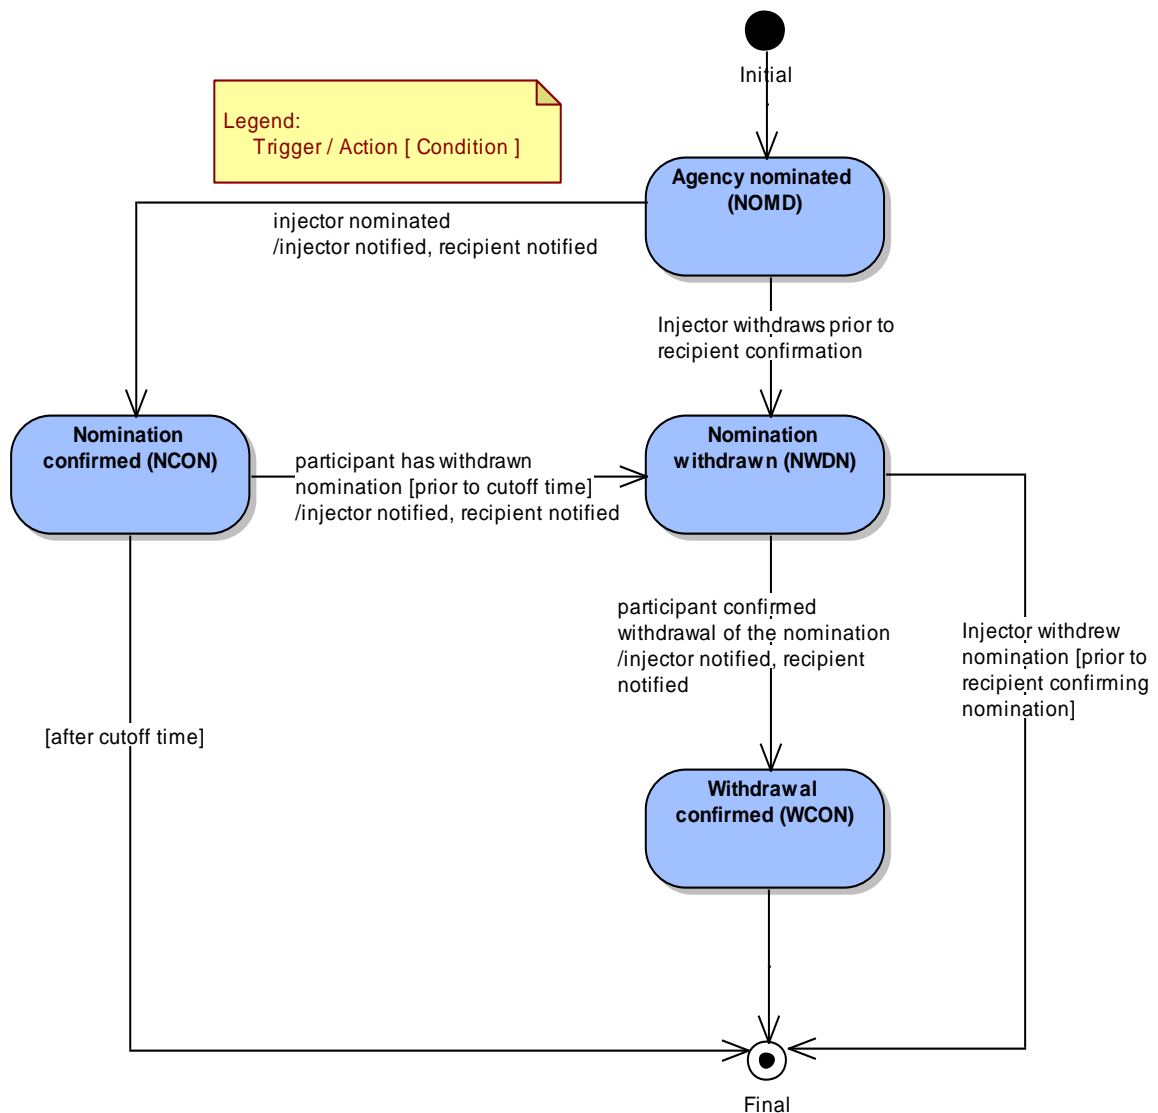 Initial
Legend:
Trigger / Action [ Condition ]
Agency nominated
(NOMD)
injector nominated
/injector notified, recipient notified
Injector withdraws prior to
recipient confirmation
Nomination
confirmed (NCON)
participant has withdrawn
nomination [prior to cutoff time]
/injector notified, recipient notified
Nomination
withdrawn (NWDN)
participant confirmed
withdrawal of the nomination
/injector notified, recipient
notified
Injector withdrew
nomination [prior to
recipient confirming
nomination]
[after cutoff time]
Withdrawal
confirmed (WCON)
Final